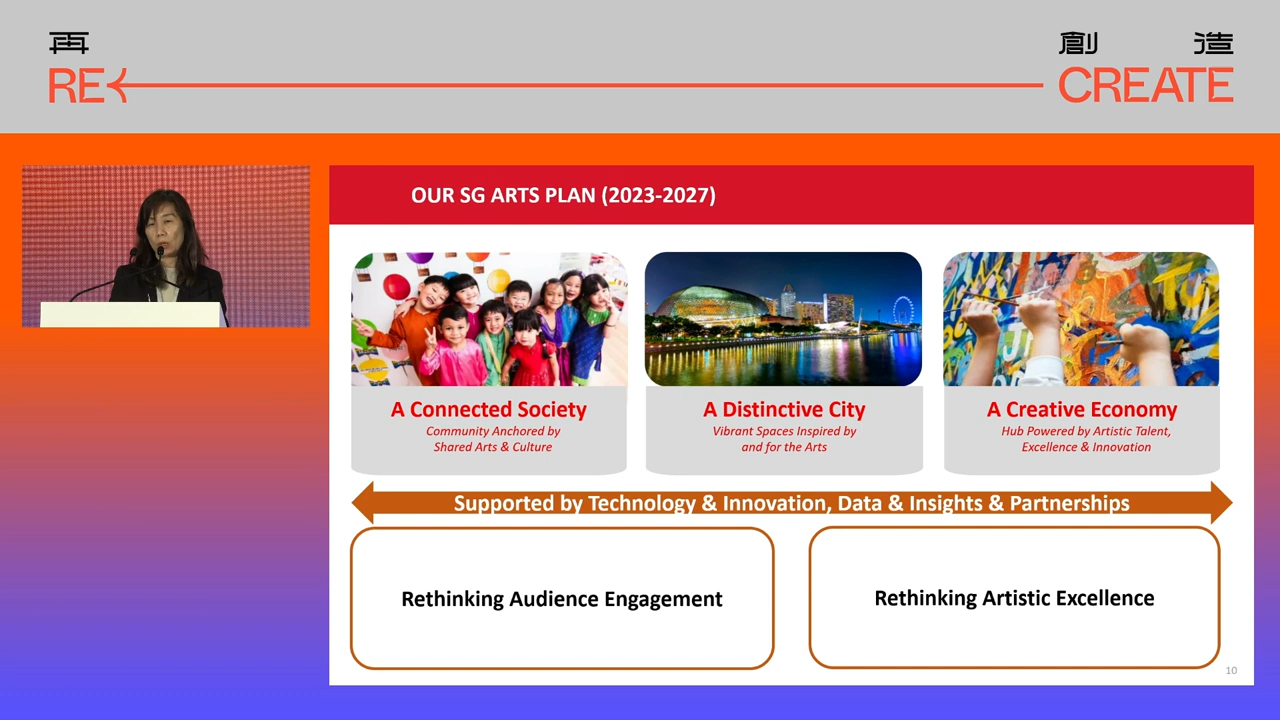 再 創 造
RE CREATE
OUR SG ARTS PLAN (2023-2027)
A Connected Society
Community Anchored by
Shared Arts & Culture
A Distinctive City
Vibrant Spaces Inspired by
and for the Arts
A Creative Economy
Hub Powered by Artistic Talent,
Excellence & Innovation
Supported by Technology & Innovation, Data & Insights & Partnerships
Rethinking Audience Engagement
Rethinking Artistic Excellence
10